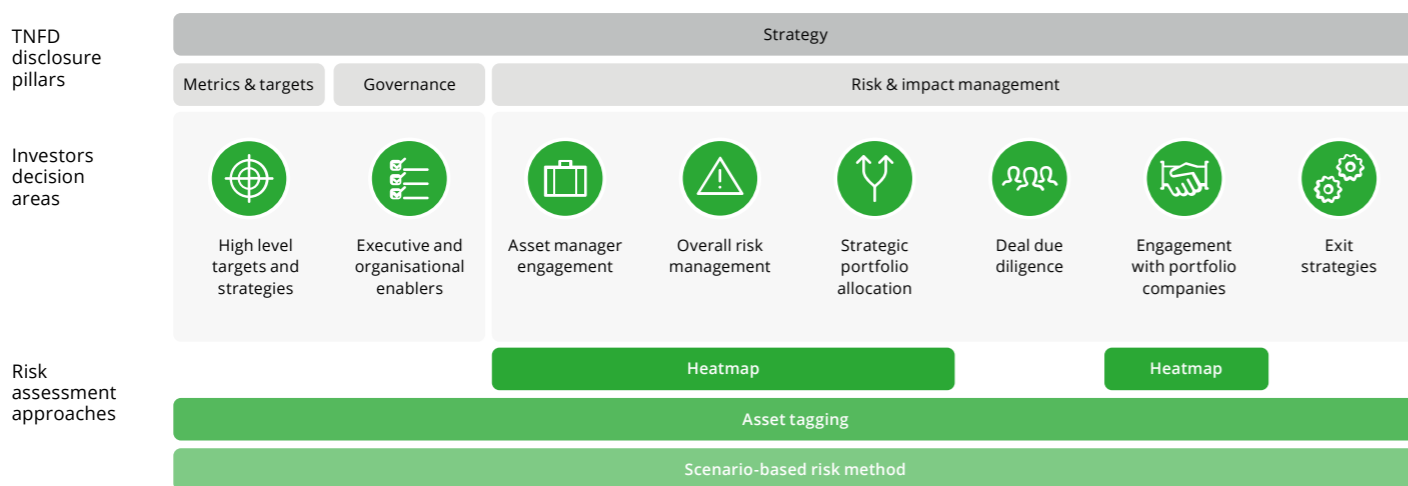 TNFD
disclosure
pillars
Strategy
Metrics & targets
Governance
Risk & impact management
Investors
decision
areas
High level
targets and
strategies
Executive and
organisational
enablers
Asset manager
engagement
Overall risk
management
Strategic
portfolio
allocation
Deal due
diligence
Engagement
with portfolio
companies
Exit
strategies
Risk
assessment
approaches
Heatmap
Heatmap
Asset tagging
Scenario-based risk method